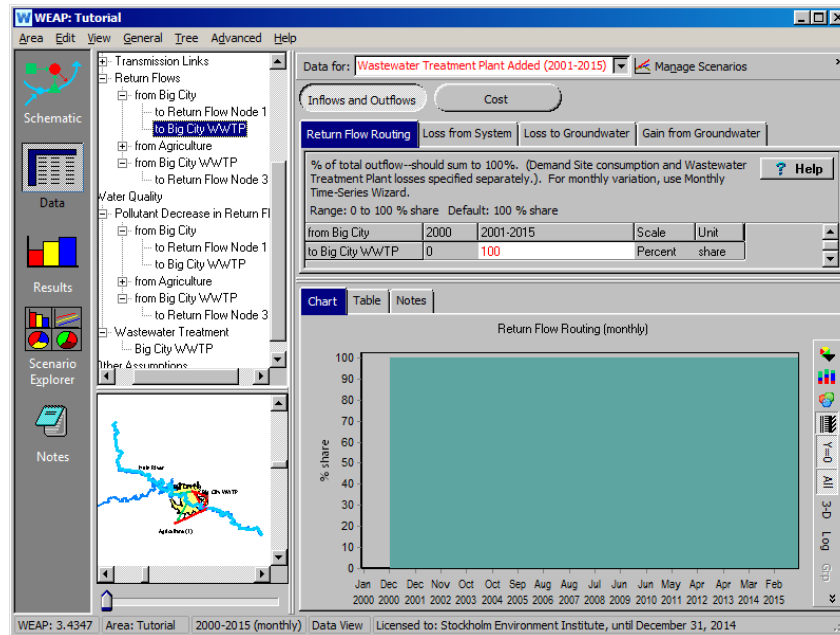 WEAP: Tutorial
Area Edit View General Tree Advanced Help
Schematic
Data
Results
Scenario
Explorer
Notes
Transmission Links
Return Flows
from Big City
to Return Flow Node 1
to Big City WWTP
from Agriculture
from Big City WWTP
to Return Flow Node 3
Water Quality
Pollutant Decrease in Return Fl
from Big City
to Return Flow Node 1
to Big City WWTP
from Agriculture
from Big City WWTP
to Return Flow Node 3
Wastewater Treatment
Big City WWTP
Other Assumptions
Main River
City WWTP
Agriculture (1)
Data for: Wastewater Treatment Plant Added (2001-2015) Manage Scenarios
Inflows and Outflows Cost
Return Flow Routing Loss from System Loss to Groundwater Gain from Groundwater
% of total outflow--should sum to 100%. (Demand Site consumption and Wastewater
Treatment Plant losses specified separately.). For monthly variation, use Monthly
Time-Series Wizard.
? Help
Range: 0 to 100 % share Default: 100 % share
from Big City 2000 2001-2015 Scale Unit
to Big City WWTP 0 100 Percent share
Chart Table Notes
Return Flow Routing (monthly)
% share
100
90
80
70
60
50
40
30
20
10
0
Jan Dec Dec Nov Oct Oct Sep Aug Aug Jul Jun Jun May Apr Apr Mar Feb
2000 2000 2001 2002 2003 2004 2005 2006 2007 2008 2009 2010 2011 2012 2013 2014 2015
Y=0
All
3-D
Log
Grp
WEAP: 3.4347 Area: Tutorial 2000-2015 (monthly) Data View Licensed to: Stockholm Environment Institute, until December 31, 2014